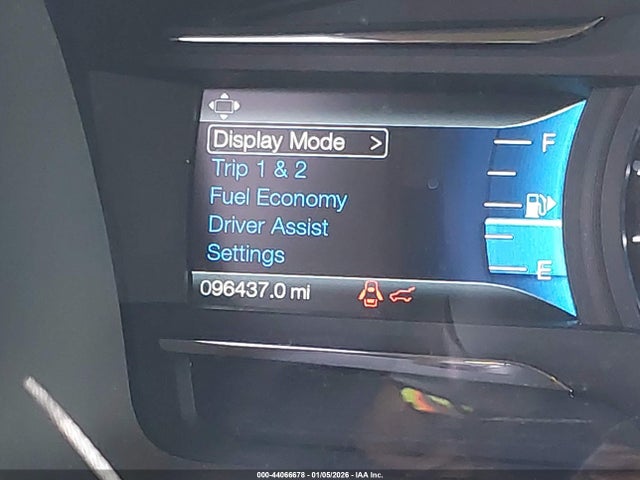 Display Mode >
Trip 1 & 2
Fuel Economy
Driver Assist
Settings
096437.0 mi
F
E
000-44066678 - 01/05/2026 - IAA Inc.